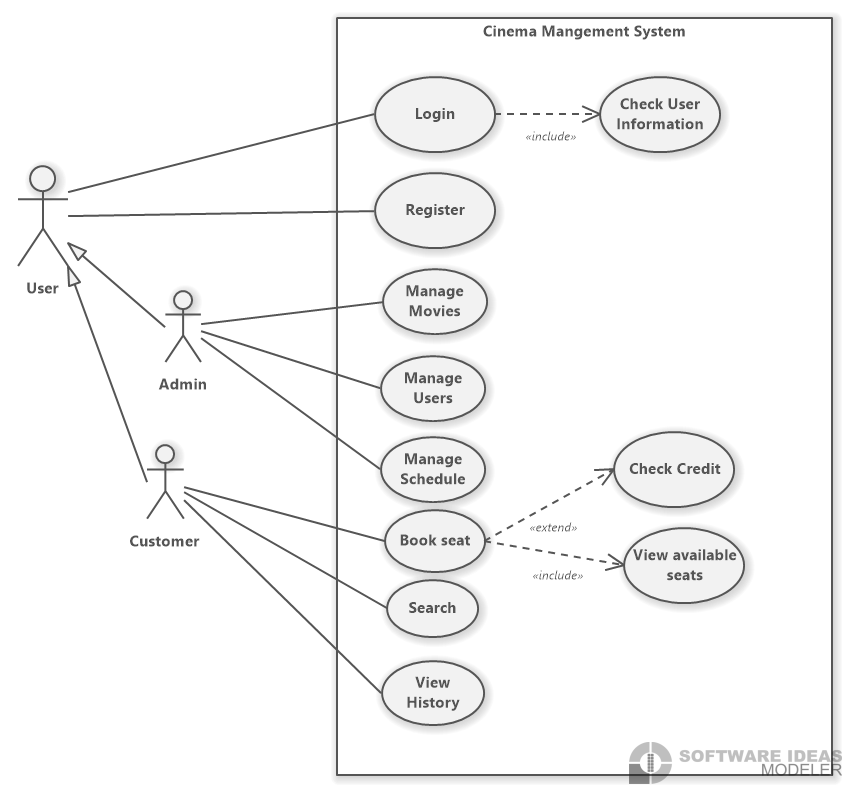 Cinema Mangement System
Login
Check User
Information
«include»
Register
User
Manage
Movies
Admin
Manage
Users
Manage
Schedule
Check Credit
Customer
Book seat
«extend»
View available
seats
«include»
Search
View
History
SOFTWARE IDEAS
MODELER